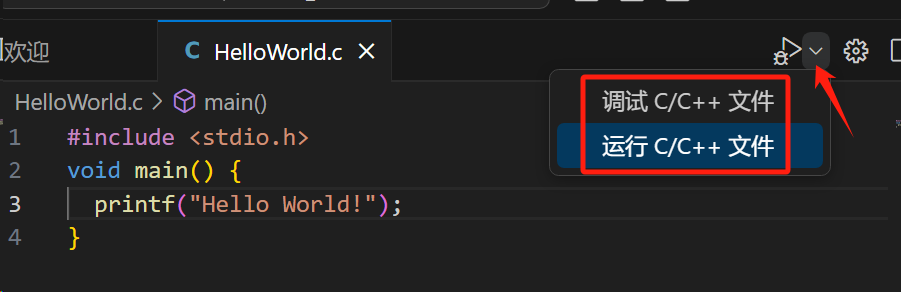 欢迎
C HelloWorld.c
HelloWorld.c > main()
调试 C/C++ 文件
运行 C/C++ 文件
1 #include <stdio.h>
2 void main() {
3 printf("Hello World!");
4 }